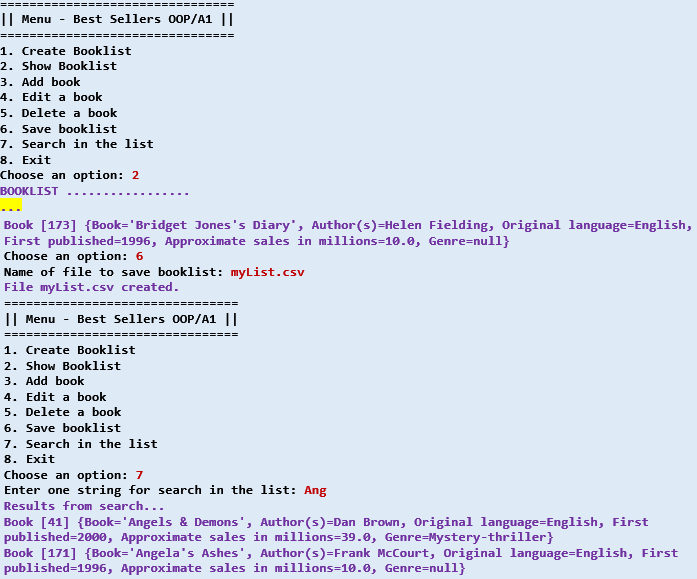 ================================
|| Menu - Best Sellers OOP/A1 ||
================================
1. Create Booklist
2. Show Booklist
3. Add book
4. Edit a book
5. Delete a book
6. Save booklist
7. Search in the list
8. Exit
Choose an option: 2
BOOKLIST .................
...
Book [173] {Book='Bridget Jones's Diary', Author(s)=Helen Fielding, Original language=English,
First published=1996, Approximate sales in millions=10.0, Genre=null}
Choose an option: 6
Name of file to save booklist: myList.csv
File myList.csv created.
================================
|| Menu - Best Sellers OOP/A1 ||
================================
1. Create Booklist
2. Show Booklist
3. Add book
4. Edit a book
5. Delete a book
6. Save booklist
7. Search in the list
8. Exit
Choose an option: 7
Enter one string for search in the list: Ang
Results from search...
Book [41] {Book='Angels & Demons', Author(s)=Dan Brown, Original language=English, First
published=2000, Approximate sales in millions=39.0, Genre=Mystery-thriller}
Book [171] {Book='Angela's Ashes', Author(s)=Frank McCourt, Original language=English, First
published=1996, Approximate sales in millions=10.0, Genre=null}